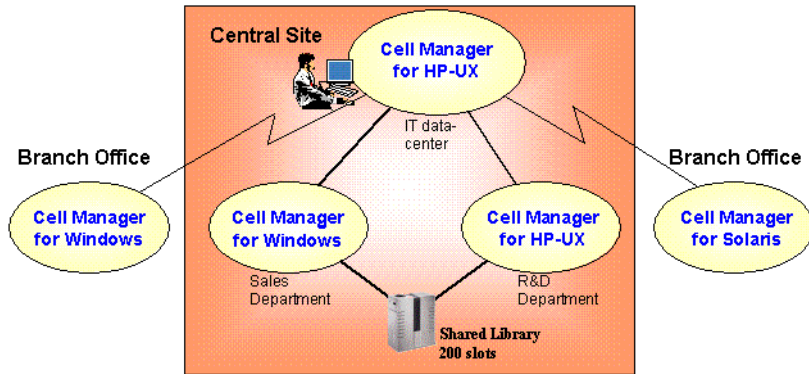 Central Site
Cell Manager
for HP-UX
IT data-
center
Branch Office
Cell Manager
for Windows
Cell Manager
for Windows
Sales
Department
Cell Manager
for HP-UX
R&D
Department
Branch Office
Cell Manager
for Solaris
Shared Library
200 slots